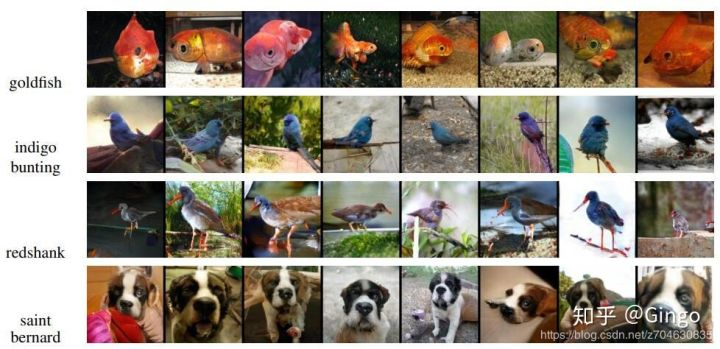 goldfish
indigo
bunting
redshank
saint
bernard
知乎 @Gingo
https://blog.csdn.net/z704630835